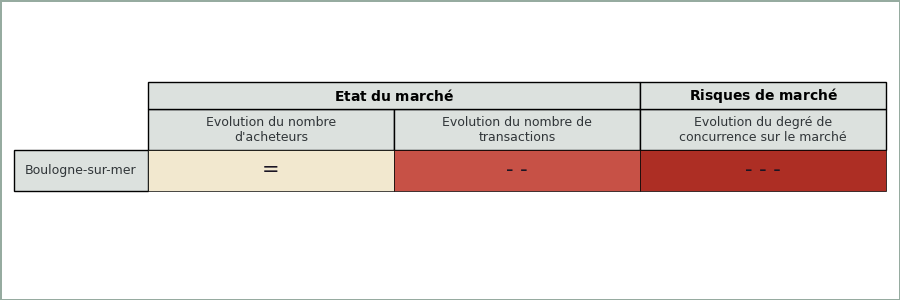 Etat du marché
Risques de marché
Evolution du nombre
d'acheteurs
Evolution du nombre de
transactions
Evolution du degré de
concurrence sur le marché
Boulogne-sur-mer
=
- -
- - -